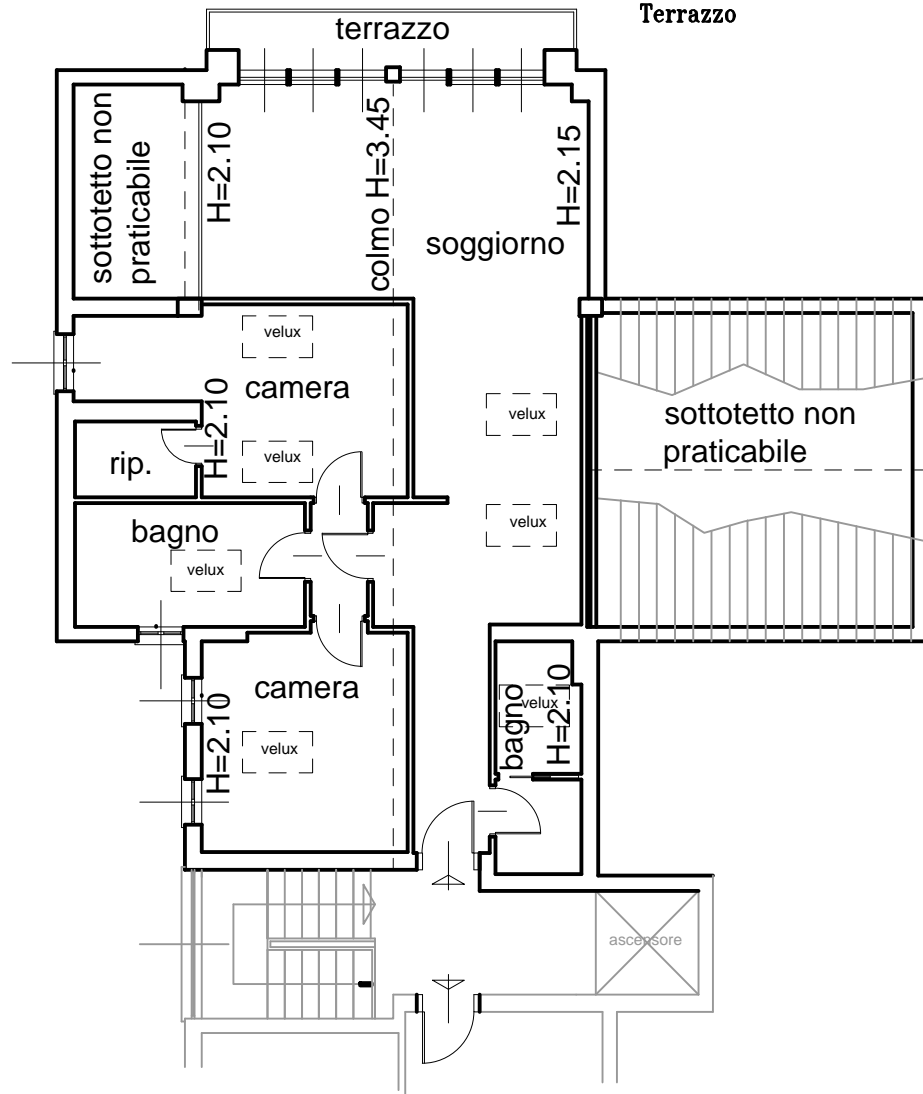 Terrazzo
terrazzo
sottotetto non
praticabile
H=2.10
colmo H=3.45
H=2.15
soggiorno
velux
camera
H=2.10
velux
velux
sottotetto non
praticabile
rip.
bagno
velux
velux
camera
H=2.10
velux
bagno
velux
H=2.10
ascensore